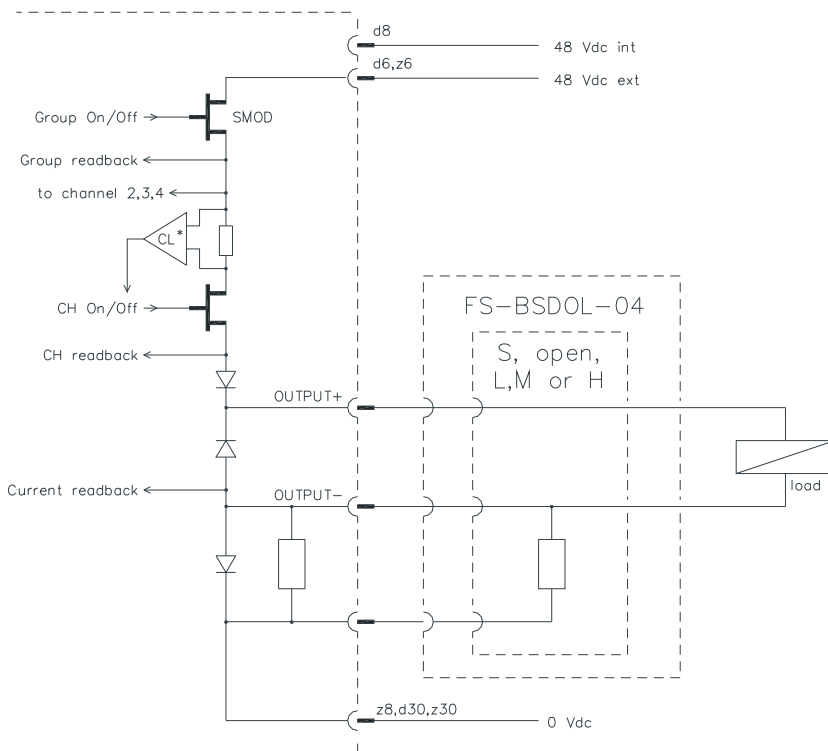 d8
48 Vdc int
d6,z6
48 Vdc ext
Group On/Off
SMOD
Group readback
to channel 2,3,4
CL*
CH On/Off
FS-BSDOL-04
CH readback
S, open,
L,M or H
OUTPUT+
load
Current readback
OUTPUT-
z8,d30,z30
0 Vdc